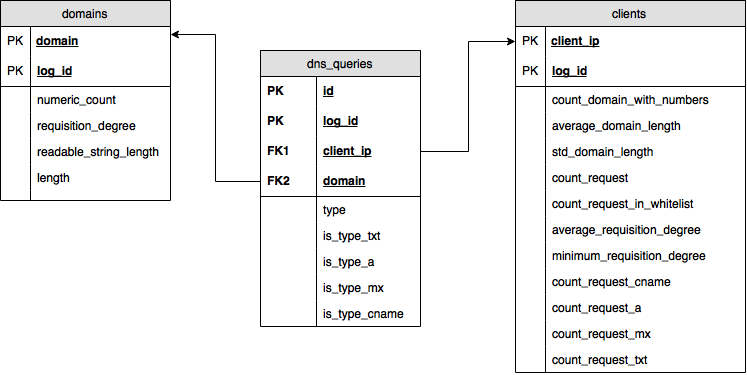 domains
PK domain
PK log_id
numeric_count
requisition_degree
readable_string_length
length
dns_queries
PK id
PK log_id
FK1 client_ip
FK2 domain
type
is_type_txt
is_type_a
is_type_mx
is_type_cname
clients
PK client_ip
PK log_id
count_domain_with_numbers
average_domain_length
std_domain_length
count_request
count_request_in_whitelist
average_requisition_degree
minimum_requisition_degree
count_request_cname
count_request_a
count_request_mx
count_request_txt